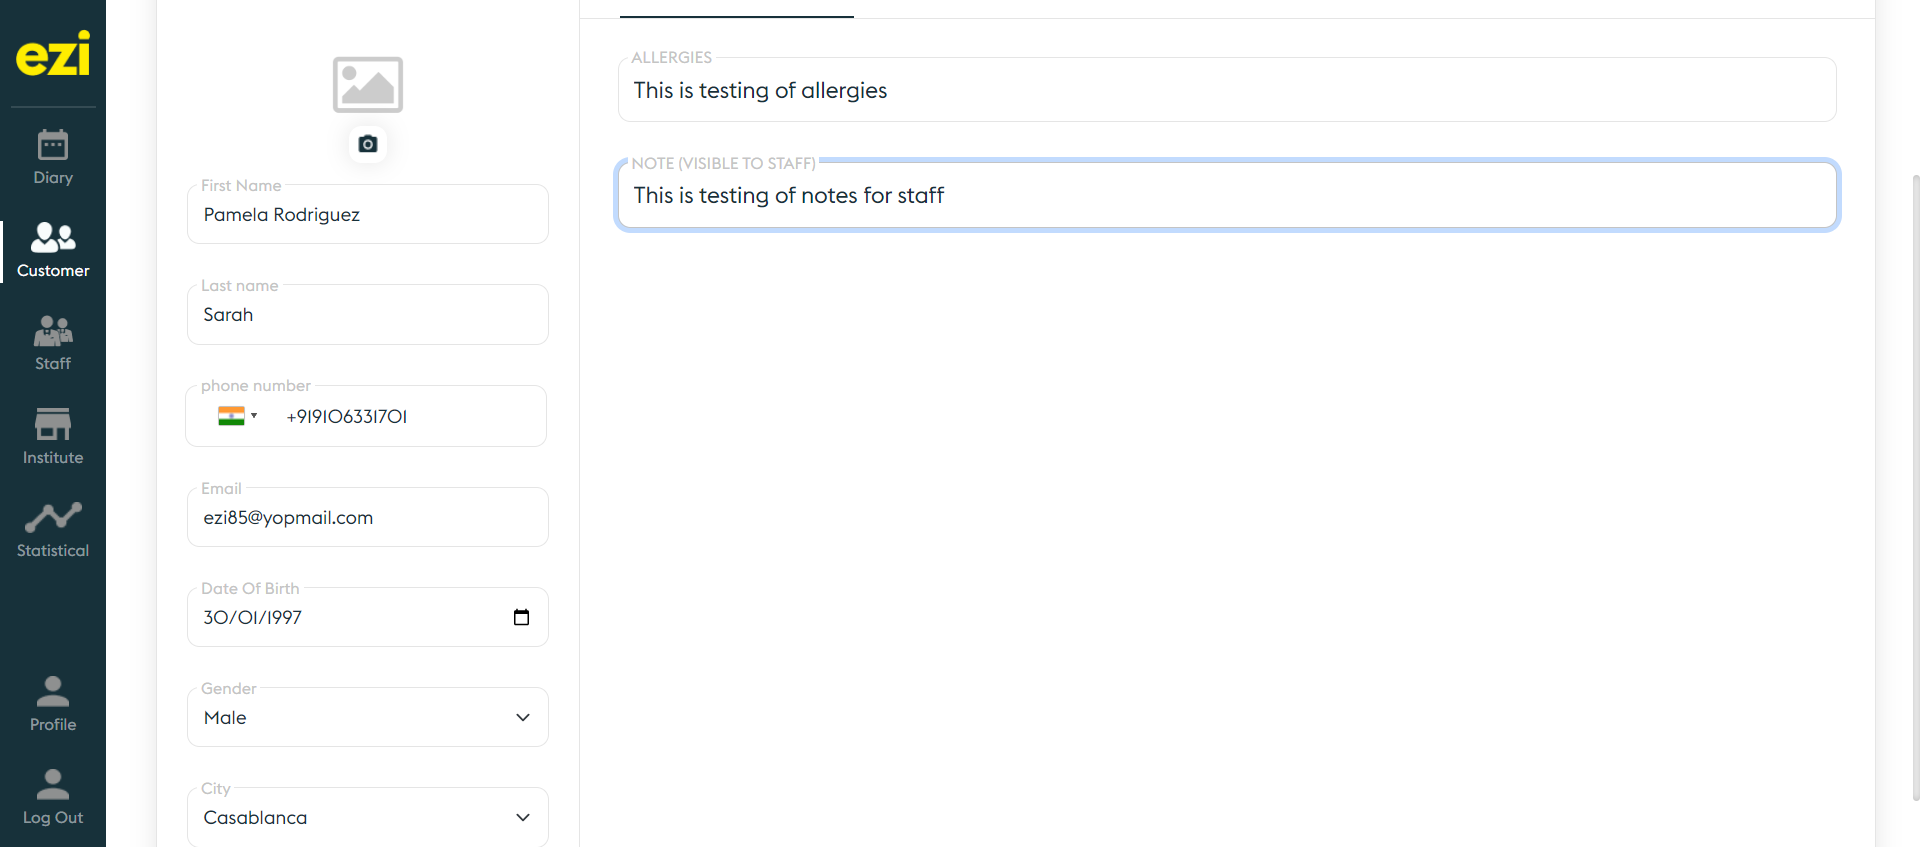 ezi
Diary
Customer
Staff
Institute
Statistical
Profile
Log Out
First Name
Pamela Rodriguez
Last name
Sarah
phone number
+919106331701
Email
ezi85@yopmail.com
Date Of Birth
30/01/1997
Gender
Male
City
Casablanca
ALLERGIES
This is testing of allergies
NOTE (VISIBLE TO STAFF)
This is testing of notes for staff